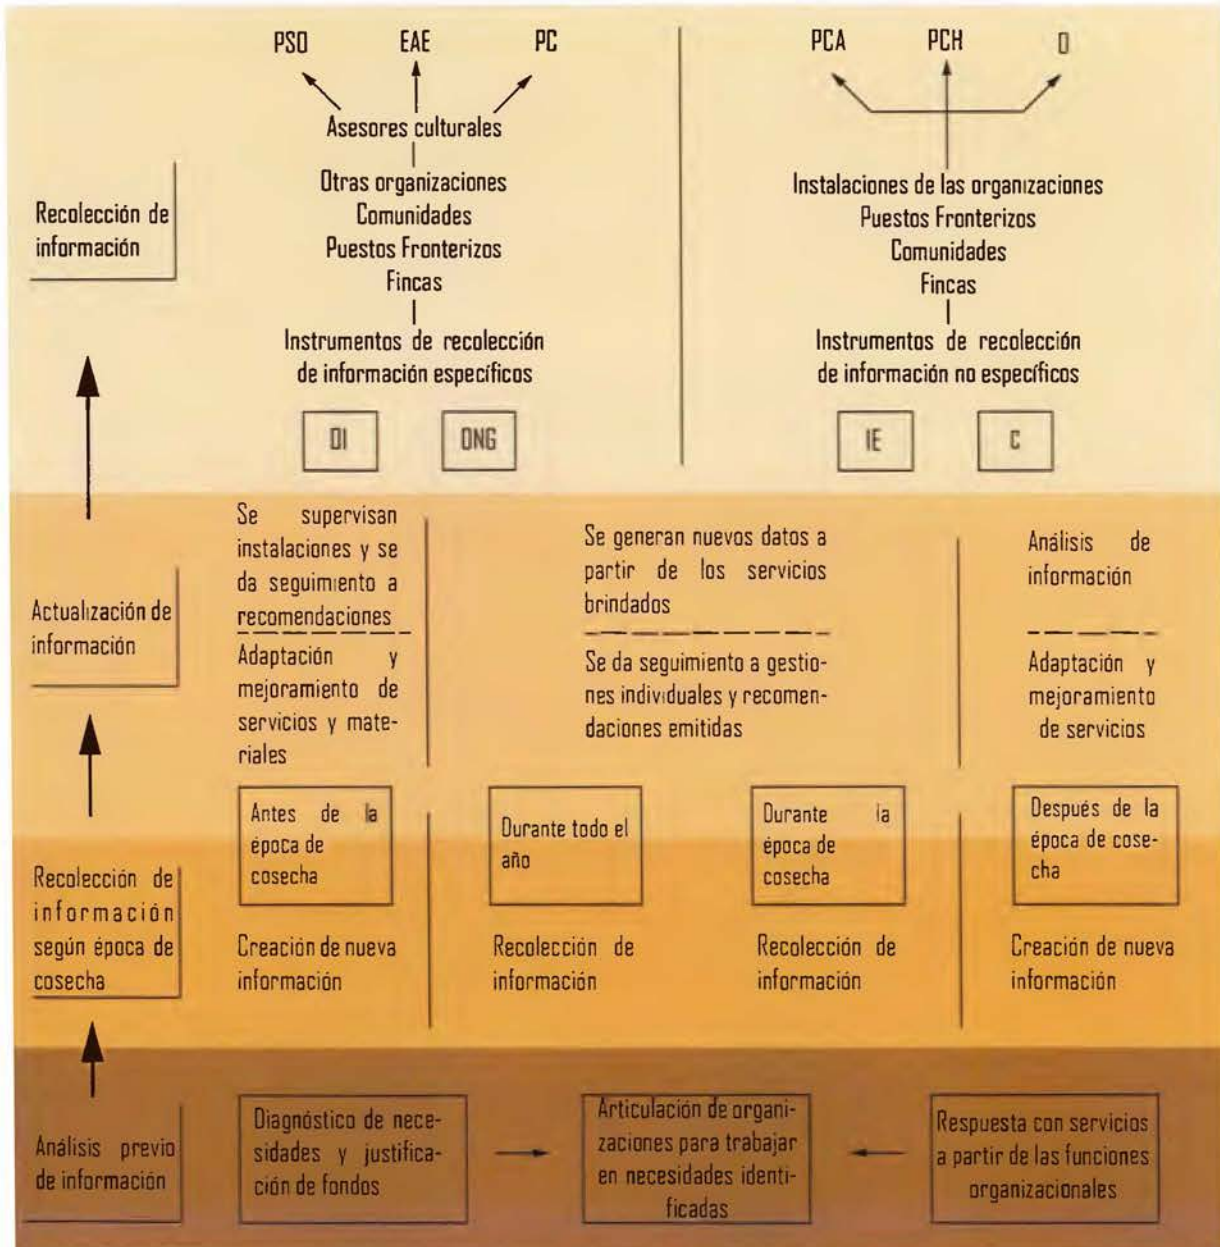 PSO EAE PC
PCA PCH O
Asesores culturales
Otras organizaciones
Comunidades
Puestos Fronterizos
Fincas
Instrumentos de recolección
de información específicos
OI ONG
Instalaciones de las organizaciones
Puestos Fronterizos
Comunidades
Fincas
Instrumentos de recolección
de información no específicos
IE C
Recolección de
información
Se supervisan
instalaciones y se
da seguimiento a
recomendaciones
Adaptación y
mejoramiento de
servicios y mate-
riales
Se generan nuevos datos a
partir de los servicios
brindados
Se da seguimiento a gestio-
nes individuales y recomen-
daciones emitidas
Análisis de
información
Adaptación y
mejoramiento
de servicios
Actualización de
información
Antes de la
época de
cosecha
Durante todo el
año
Durante la
época de
cosecha
Después de la
época de cose-
cha
Recolección de
información
según época de
cosecha
Creación de nueva
información
Recolección de
información
Recolección de
información
Creación de nueva
información
Análisis previo
de información
Diagnóstico de nece-
sidades y justifica-
ción de fondos
Articulación de organi-
zaciones para trabajar
en necesidades identi-
ficadas
Respuesta con servicios
a partir de las funciones
organizacionales